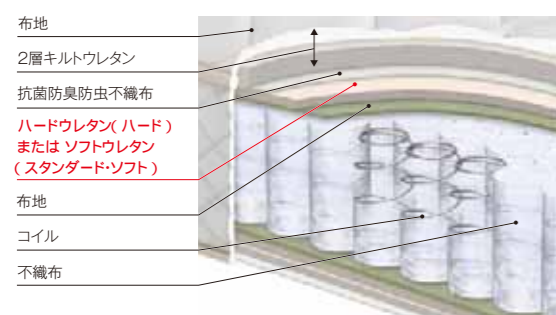 布地
2層キルトウレタン
抗菌防臭防虫不織布
ハードウレタン(ハード)
または ソフトウレタン
(スタンダード・ソフト)
布地
コイル
不織布